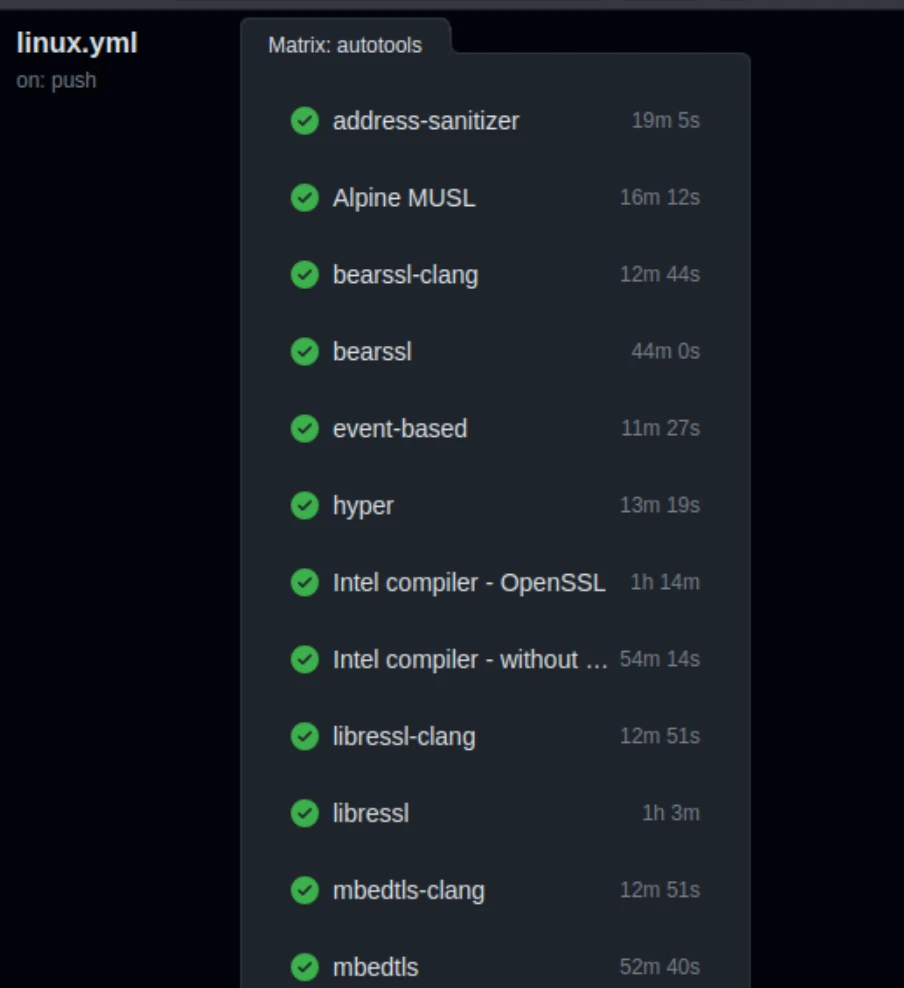 linux.yml
on: push
Matrix: autotools
address-sanitizer 19m 5s
Alpine MUSL 16m 12s
bearssl-clang 12m 44s
bearssl 44m 0s
event-based 11m 27s
hyper 13m 19s
Intel compiler - OpenSSL 1h 14m
Intel compiler - without … 54m 14s
libressl-clang 12m 51s
libressl 1h 3m
mbedtls-clang 12m 51s
mbedtls 52m 40s